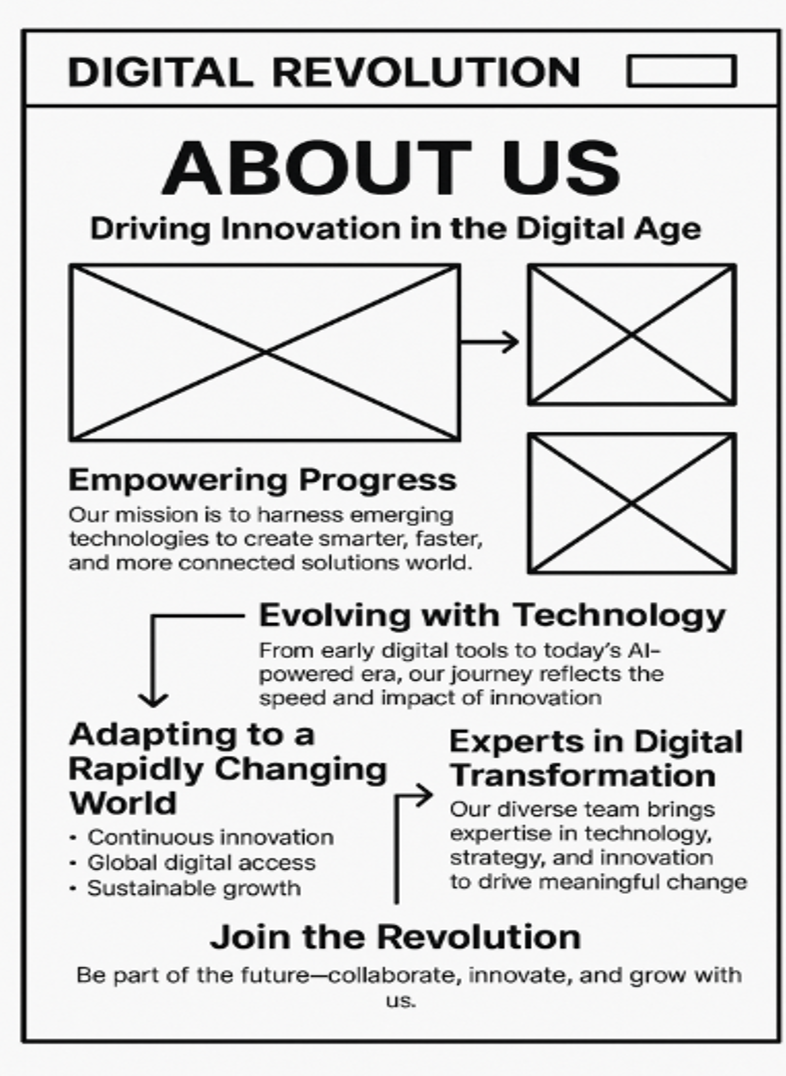 DIGITAL REVOLUTION
ABOUT US
Driving Innovation in the Digital Age
Empowering Progress
Our mission is to harness emerging
technologies to create smarter, faster,
and more connected solutions world.
Evolving with Technology
From early digital tools to today's AI–
powered era, our journey reflects the
speed and impact of innovation
Adapting to a
Rapidly Changing
World
• Continuous innovation
• Global digital access
• Sustainable growth
Experts in Digital
Transformation
Our diverse team brings
expertise in technology,
strategy, and innovation
to drive meaningful change
Join the Revolution
Be part of the future—collaborate, innovate, and grow with
us.